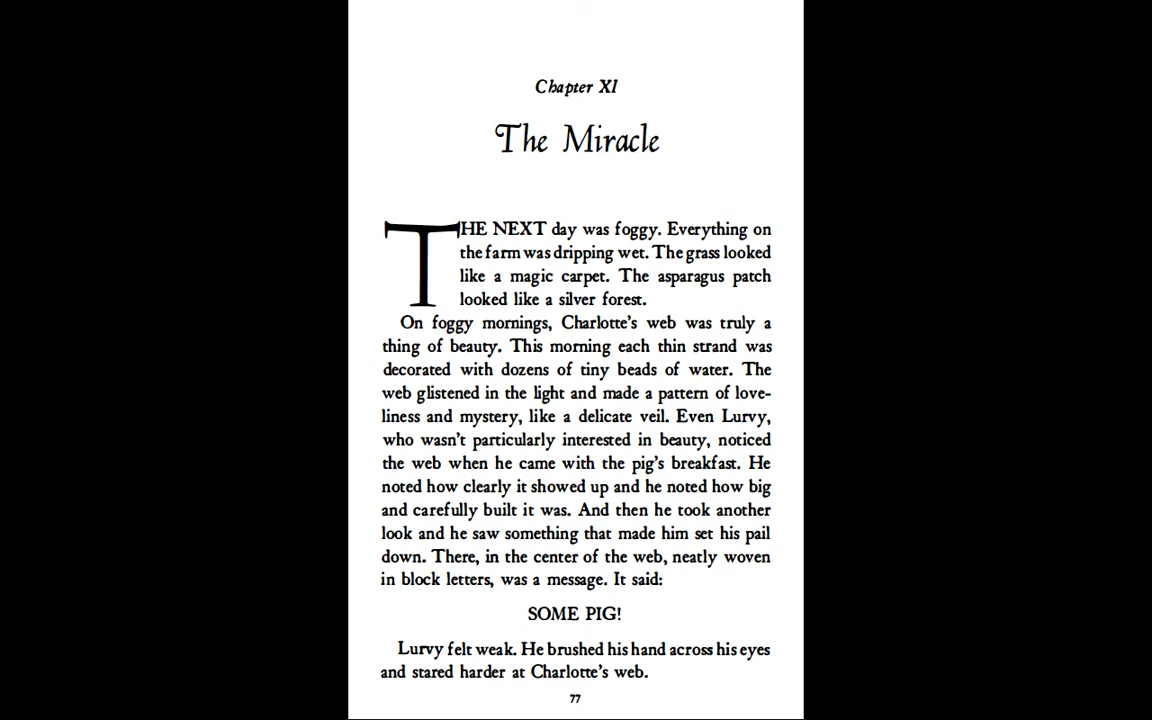 Chapter XI
The Miracle
THE NEXT day was foggy. Everything on
the farm was dripping wet. The grass looked
like a magic carpet. The asparagus patch
looked like a silver forest.
On foggy mornings, Charlotte's web was truly a
thing of beauty. This morning each thin strand was
decorated with dozens of tiny beads of water. The
web glistened in the light and made a pattern of love-
liness and mystery, like a delicate veil. Even Lurvy,
who wasn't particularly interested in beauty, noticed
the web when he came with the pig's breakfast. He
noted how clearly it showed up and he noted how big
and carefully built it was. And then he took another
look and he saw something that made him set his pail
down. There, in the center of the web, neatly woven
in block letters, was a message. It said:
SOME PIG!
Lurvy felt weak. He brushed his hand across his eyes
and stared harder at Charlotte's web.
77